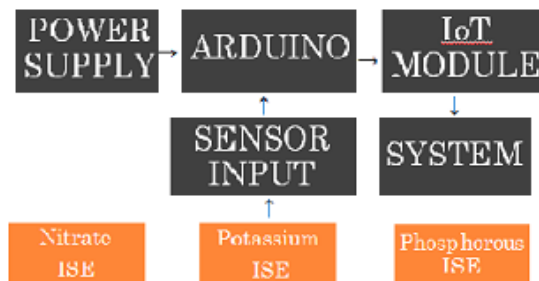 POWER
SUPPLY
ARDUINO
IoT
MODULE
SENSOR
INPUT
SYSTEM
Nitrate
ISE
Potassium
ISE
Phosphorous
ISE